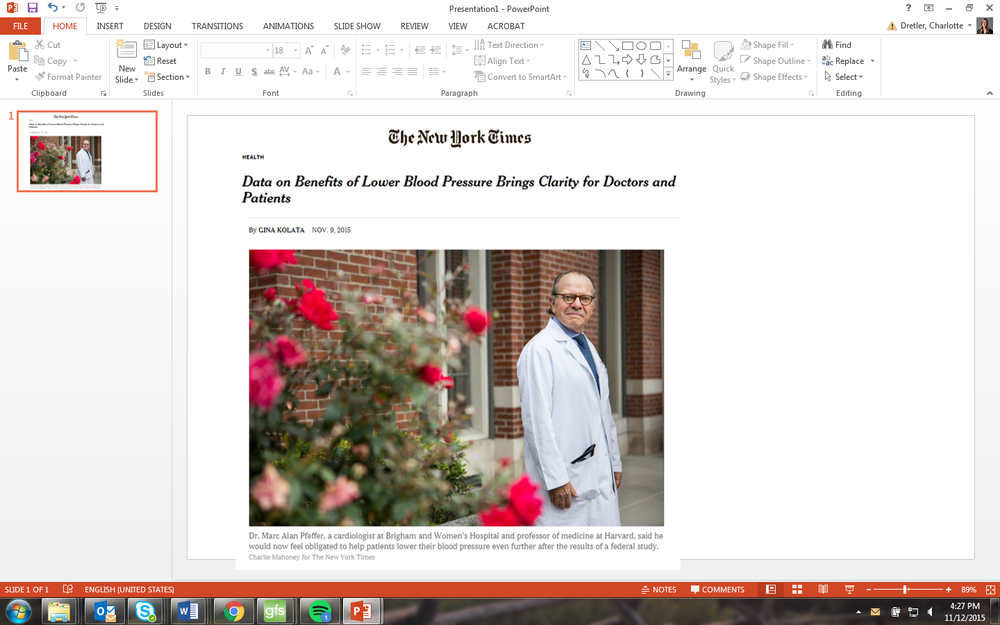 Presentation1 - PowerPoint
FILE HOME INSERT DESIGN TRANSITIONS ANIMATIONS SLIDE SHOW REVIEW VIEW ACROBAT Dretler, Charlotte
Paste
Cut
Copy
Format Painter
Clipboard
New
Slide
Layout
Reset
Section
Slides
18
B I U S abc AV Aa A
Font
Text Direction
Align Text
Convert to SmartArt
Paragraph
Arrange
Quick
Styles
Shape Fill
Shape Outline
Shape Effects
Drawing
Find
Replace
Select
Editing
1
The New York Times
HEALTH
Data on Benefits of Lower Blood Pressure Brings Clarity for Doctors and
Patients
By GINA KOLATA NOV. 9, 2015
Dr. Marc Alan Pfeffer, a cardiologist at Brigham and Women's Hospital and professor of medicine at Harvard, said he
would now feel obligated to help patients lower their blood pressure even further after the results of a federal study.
Charlie Mahoney for The New York Times
SLIDE 1 OF 1 ENGLISH (UNITED STATES) NOTES COMMENTS 89%
gfs
4:27 PM
11/12/2015